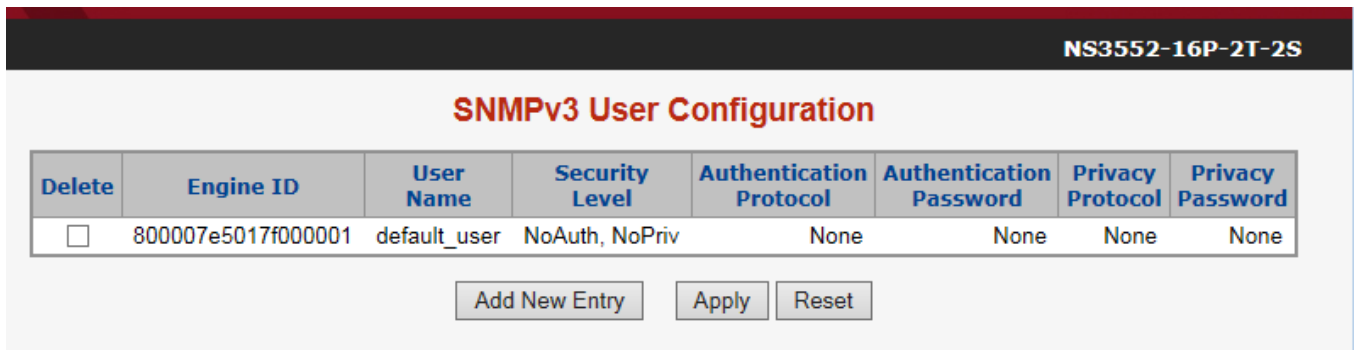 NS3552-16P-2T-2S
SNMPv3 User Configuration
Delete Engine ID User Name Security Level Authentication Protocol Authentication Password Privacy Protocol Privacy Password
800007e5017f000001 default_user NoAuth, NoPriv None None None None
Add New Entry Apply Reset